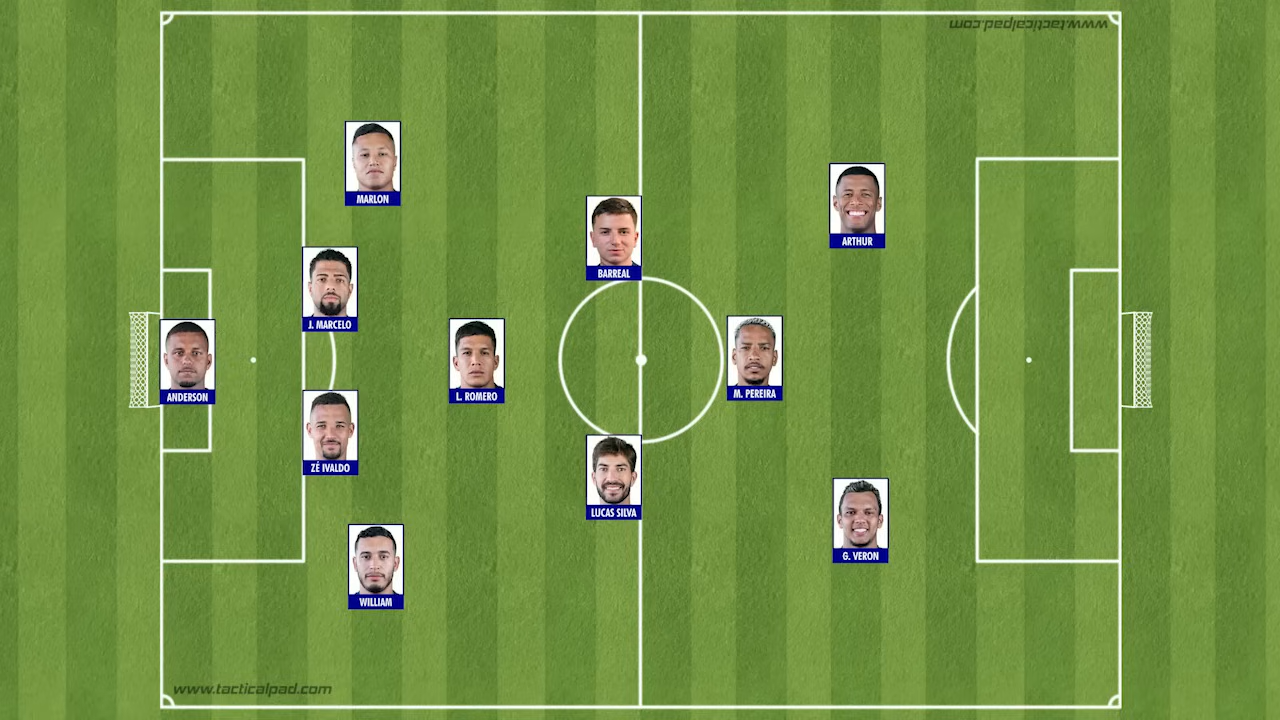 www.tacticalpad.com
MARLON
ARTHUR
BARREAL
J. MARCELO
ANDERSON
L. ROMERO
M. PEREIRA
ZÉ IVALDO
LUCAS SILVA
G. VERON
WILLIAM
www.tacticalpad.com